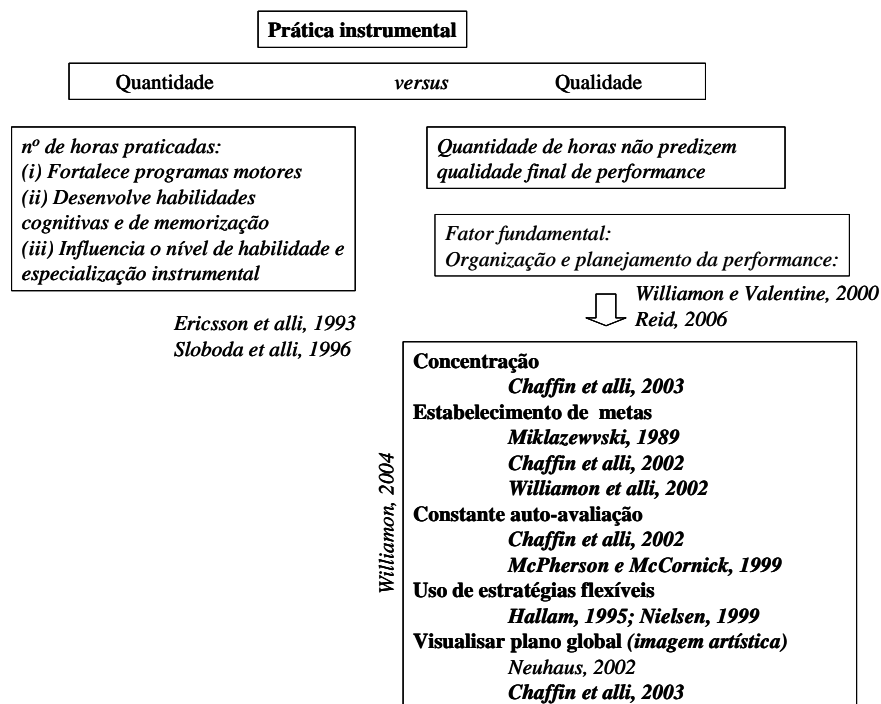 Prática instrumental
Quantidade versus Qualidade
nº de horas praticadas:
(i) Fortalece programas motores
(ii) Desenvolve habilidades
cognitivas e de memorização
(iii) Influencia o nível de habilidade e
especialização instrumental
Ericsson et alli, 1993
Sloboda et alli, 1996
Quantidade de horas não predizem
qualidade final de performance
Fator fundamental:
Organização e planejamento da performance:
Williamon e Valentine, 2000
Reid, 2006
Williamon, 2004
Concentração
Chaffin et alli, 2003
Estabelecimento de metas
Miklazewvski, 1989
Chaffin et alli, 2002
Williamon et alli, 2002
Constante auto-avaliação
Chaffin et alli, 2002
McPherson e McCornick, 1999
Uso de estratégias flexíveis
Hallam, 1995; Nielsen, 1999
Visualisar plano global (imagem artística)
Neuhaus, 2002
Chaffin et alli, 2003